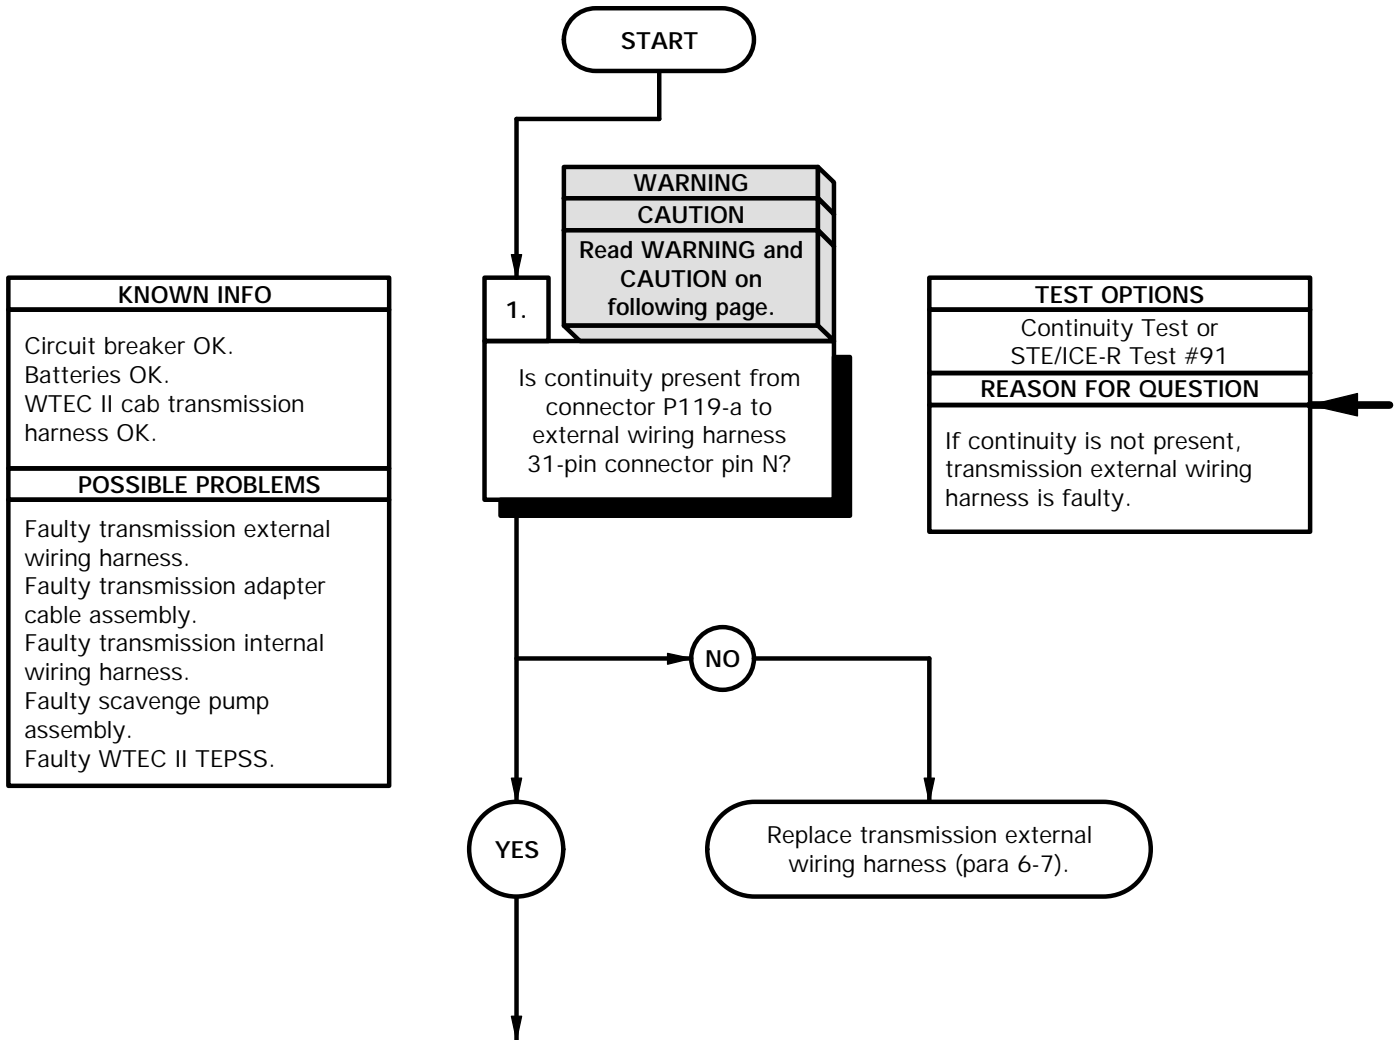 START
WARNING
CAUTION
Read WARNING and
CAUTION on
following page.
KNOWN INFO
Circuit breaker OK.
Batteries OK.
WTEC II cab transmission
harness OK.
POSSIBLE PROBLEMS
Faulty transmission external
wiring harness.
Faulty transmission adapter
cable assembly.
Faulty transmission internal
wiring harness.
Faulty scavenge pump
assembly.
Faulty WTEC II TEPSS.
1.
Is continuity present from
connector P119-a to
external wiring harness
31-pin connector pin N?
TEST OPTIONS
Continuity Test or
STE/ICE-R Test #91
REASON FOR QUESTION
If continuity is not present,
transmission external wiring
harness is faulty.
NO
YES
Replace transmission external
wiring harness (para 6-7).